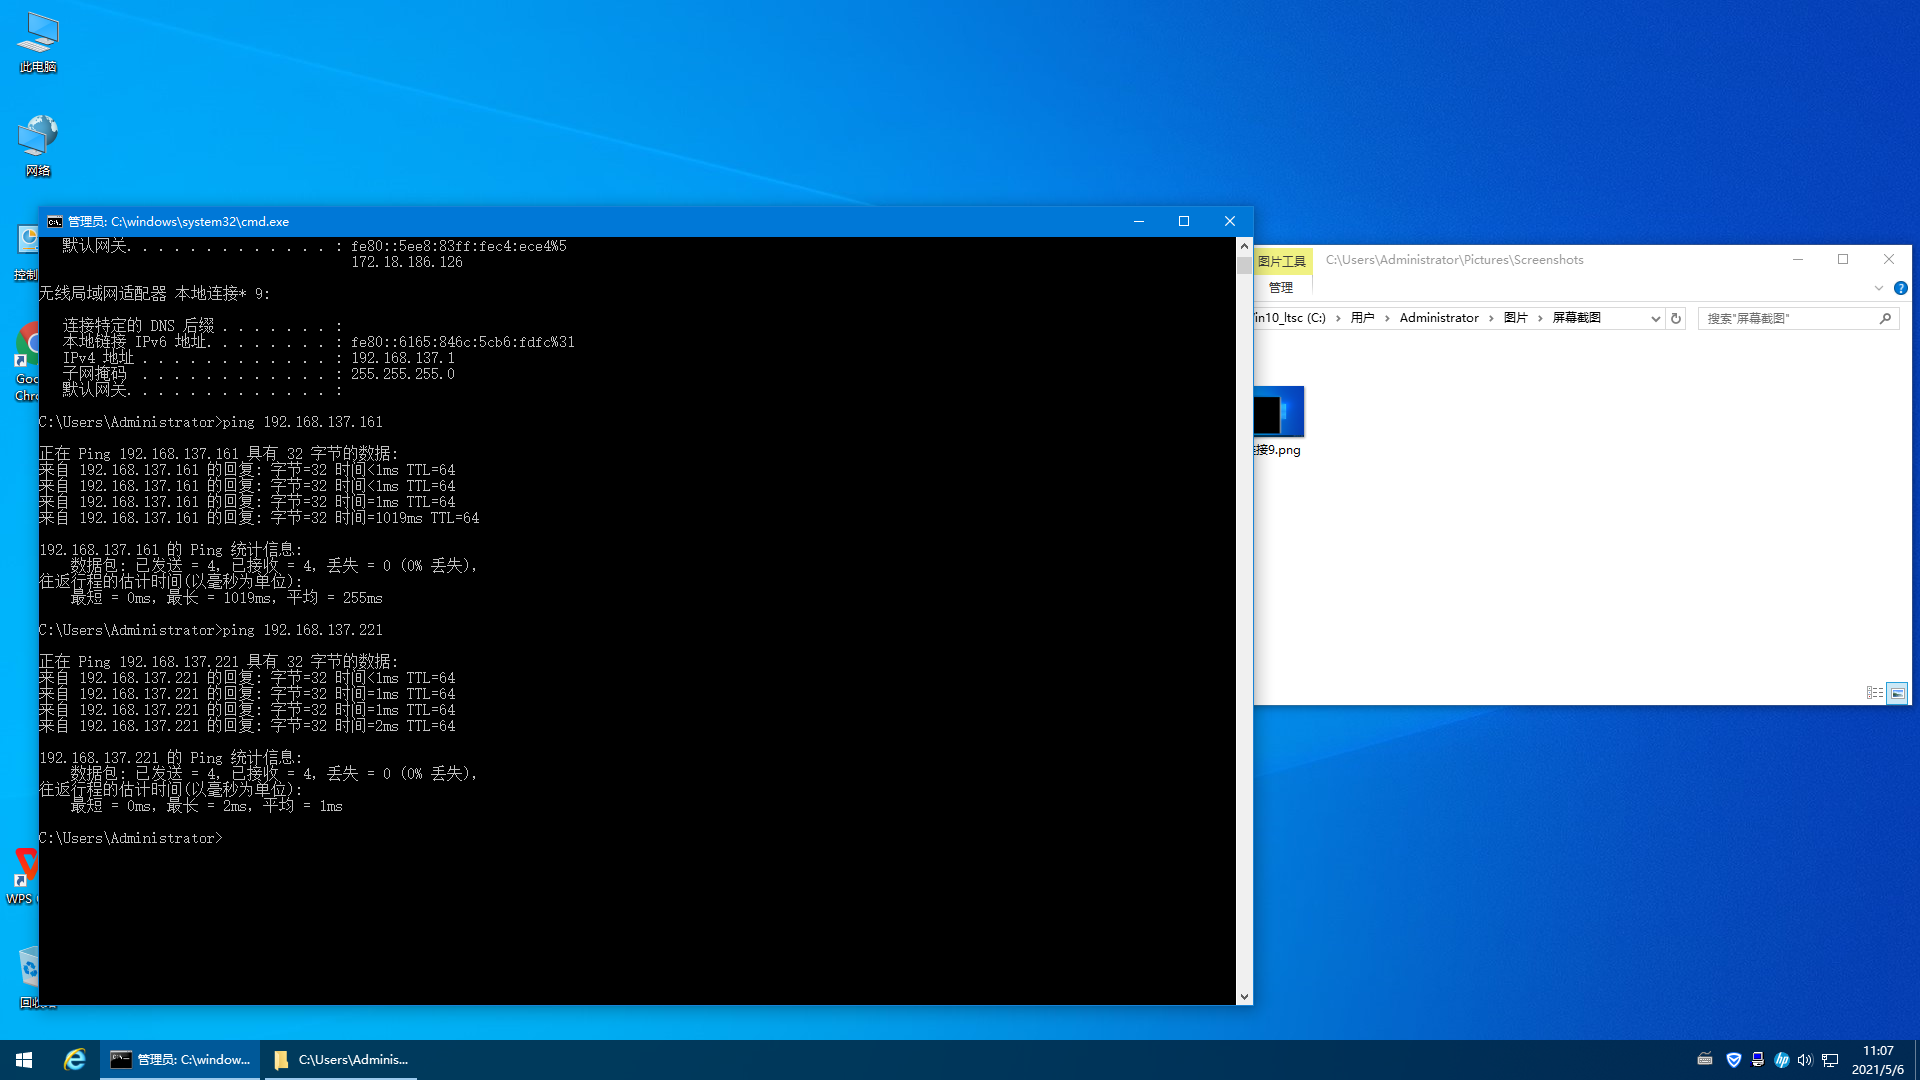 此电脑
网络
控制
Goo
Chro
WPS
回收站
管理员: C:\windows\system32\cmd.exe
默认网关. . . . . . . . . . . . . : fe80::5ee8:83ff:fec4:ece4%5
172.18.186.126
无线局域网适配器 本地连接* 9:
连接特定的 DNS 后缀 . . . . . . . :
本地链接 IPv6 地址. . . . . . . . : fe80::6165:846c:5cb6:fdfc%31
IPv4 地址 . . . . . . . . . . . . : 192.168.137.1
子网掩码  . . . . . . . . . . . . : 255.255.255.0
默认网关. . . . . . . . . . . . . :
C:\Users\Administrator>ping 192.168.137.161
正在 Ping 192.168.137.161 具有 32 字节的数据:
来自 192.168.137.161 的回复: 字节=32 时间<1ms TTL=64
来自 192.168.137.161 的回复: 字节=32 时间<1ms TTL=64
来自 192.168.137.161 的回复: 字节=32 时间=1ms TTL=64
来自 192.168.137.161 的回复: 字节=32 时间=1019ms TTL=64
192.168.137.161 的 Ping 统计信息:
数据包: 已发送 = 4，已接收 = 4，丢失 = 0 (0% 丢失)，
往返行程的估计时间(以毫秒为单位):
最短 = 0ms，最长 = 1019ms，平均 = 255ms
C:\Users\Administrator>ping 192.168.137.221
正在 Ping 192.168.137.221 具有 32 字节的数据:
来自 192.168.137.221 的回复: 字节=32 时间<1ms TTL=64
来自 192.168.137.221 的回复: 字节=32 时间=1ms TTL=64
来自 192.168.137.221 的回复: 字节=32 时间=1ms TTL=64
来自 192.168.137.221 的回复: 字节=32 时间=2ms TTL=64
192.168.137.221 的 Ping 统计信息:
数据包: 已发送 = 4，已接收 = 4，丢失 = 0 (0% 丢失)，
往返行程的估计时间(以毫秒为单位):
最短 = 0ms，最长 = 2ms，平均 = 1ms
C:\Users\Administrator>
图片工具 C:\Users\Administrator\Pictures\Screenshots
管理
in10_ltsc (C:) › 用户 › Administrator › 图片 › 屏幕截图
搜索"屏幕截图"
接9.png
管理员: C:\window...
C:\Users\Adminis...
hp
11:07
2021/5/6